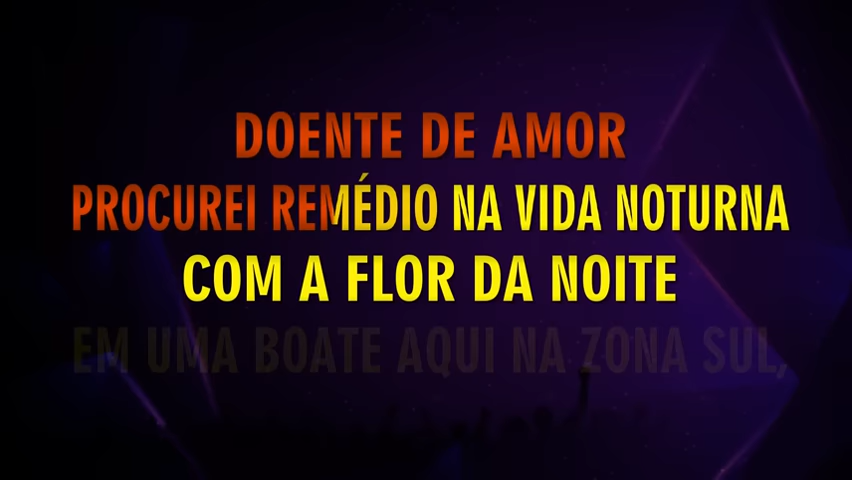 DOENTE DE AMOR
PROCUREI REMÉDIO NA VIDA NOTURNA
COM A FLOR DA NOITE
EM UMA BOATE AQUI NA ZONA SUL,